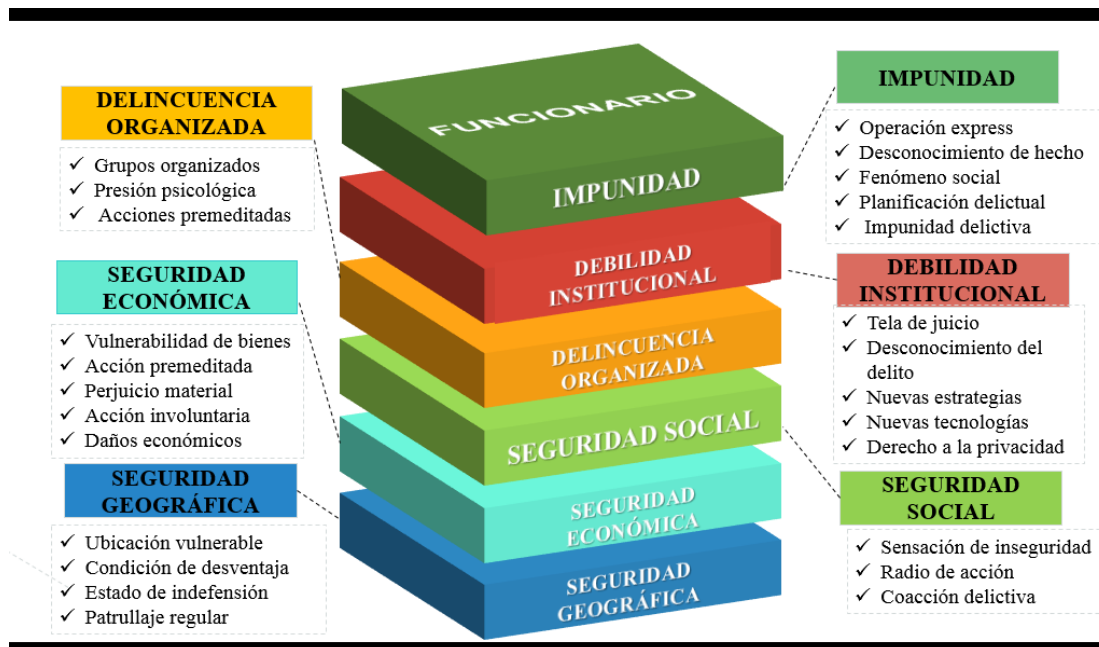 DELINCUENCIA
ORGANIZADA
✓ Grupos organizados
✓ Presión psicológica
✓ Acciones premeditadas
SEGURIDAD
ECONÓMICA
✓ Vulnerabilidad de bienes
✓ Acción premeditada
✓ Perjuicio material
✓ Acción involuntaria
✓ Daños económicos
SEGURIDAD
GEOGRÁFICA
✓ Ubicación vulnerable
✓ Condición de desventaja
✓ Estado de indefensión
✓ Patrullaje regular
FUNCIONARIO
IMPUNIDAD
DEBILIDAD
INSTITUCIONAL
DELINCUENCIA
ORGANIZADA
SEGURIDAD SOCIAL
SEGURIDAD
ECONÓMICA
SEGURIDAD
GEOGRÁFICA
IMPUNIDAD
✓ Operación express
✓ Desconocimiento de hecho
✓ Fenómeno social
✓ Planificación delictual
✓ Impunidad delictiva
DEBILIDAD
INSTITUCIONAL
✓ Tela de juicio
✓ Desconocimiento del
delito
✓ Nuevas estrategias
✓ Nuevas tecnologías
✓ Derecho a la privacidad
SEGURIDAD
SOCIAL
✓ Sensación de inseguridad
✓ Radio de acción
✓ Coacción delictiva